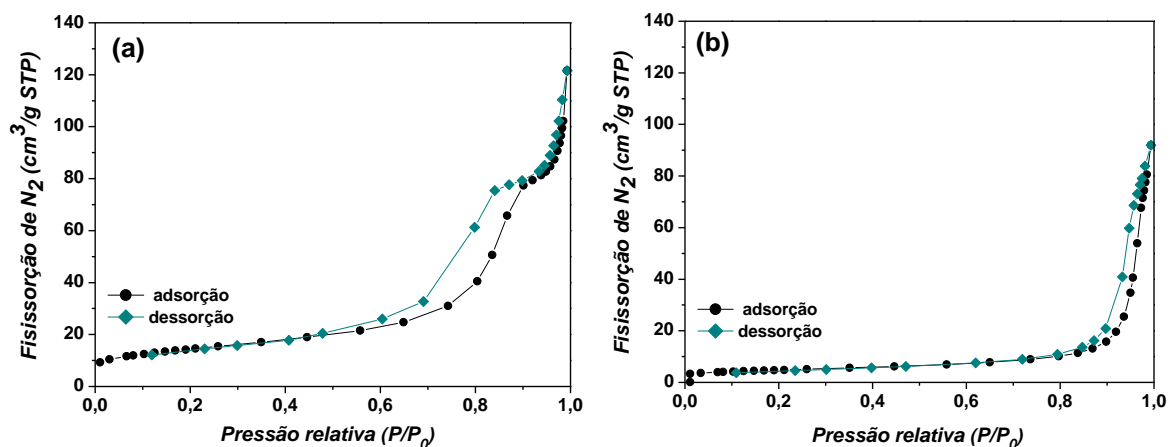 (a)
Fisissorção de N2 (cm3/g STP)
140
120
100
80
60
40
20
0
adsorção
dessorção
0,0 0,2 0,4 0,6 0,8 1,0
Pressão relativa (P/P0)
(b)
Fisissorção de N2 (cm3/g STP)
140
120
100
80
60
40
20
0
adsorção
dessorção
0,0 0,2 0,4 0,6 0,8 1,0
Pressão relativa (P/P0)